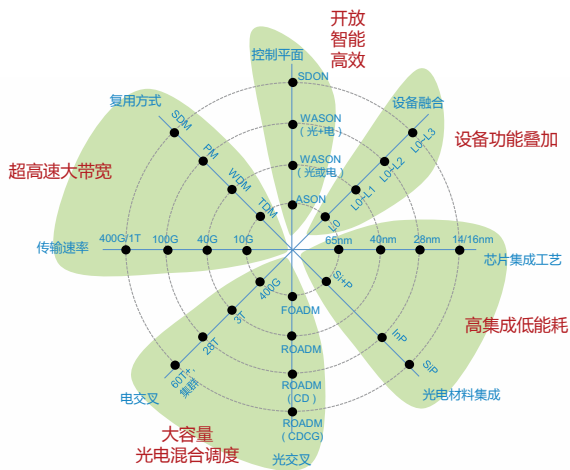 开放
智能
高效
控制平面
SDON
WASON
(光+电)
WASON
(光或电)
ASON
设备融合
L0~L3
L0~L2
L0~L1
L0
设备功能叠加
复用方式
SDM
PM
WDM
TDM
超高速大带宽
传输速率
400G/1T
100G
40G
10G
65nm
40nm
28nm
14/16nm
芯片集成工艺
高集成低能耗
Si+P
InP
SiP
光电材料集成
400G
3T
28T
60T+,
集群
电交叉
FOADM
ROADM
ROADM
(CD)
ROADM
(CDCG)
光交叉
大容量
光电混合调度